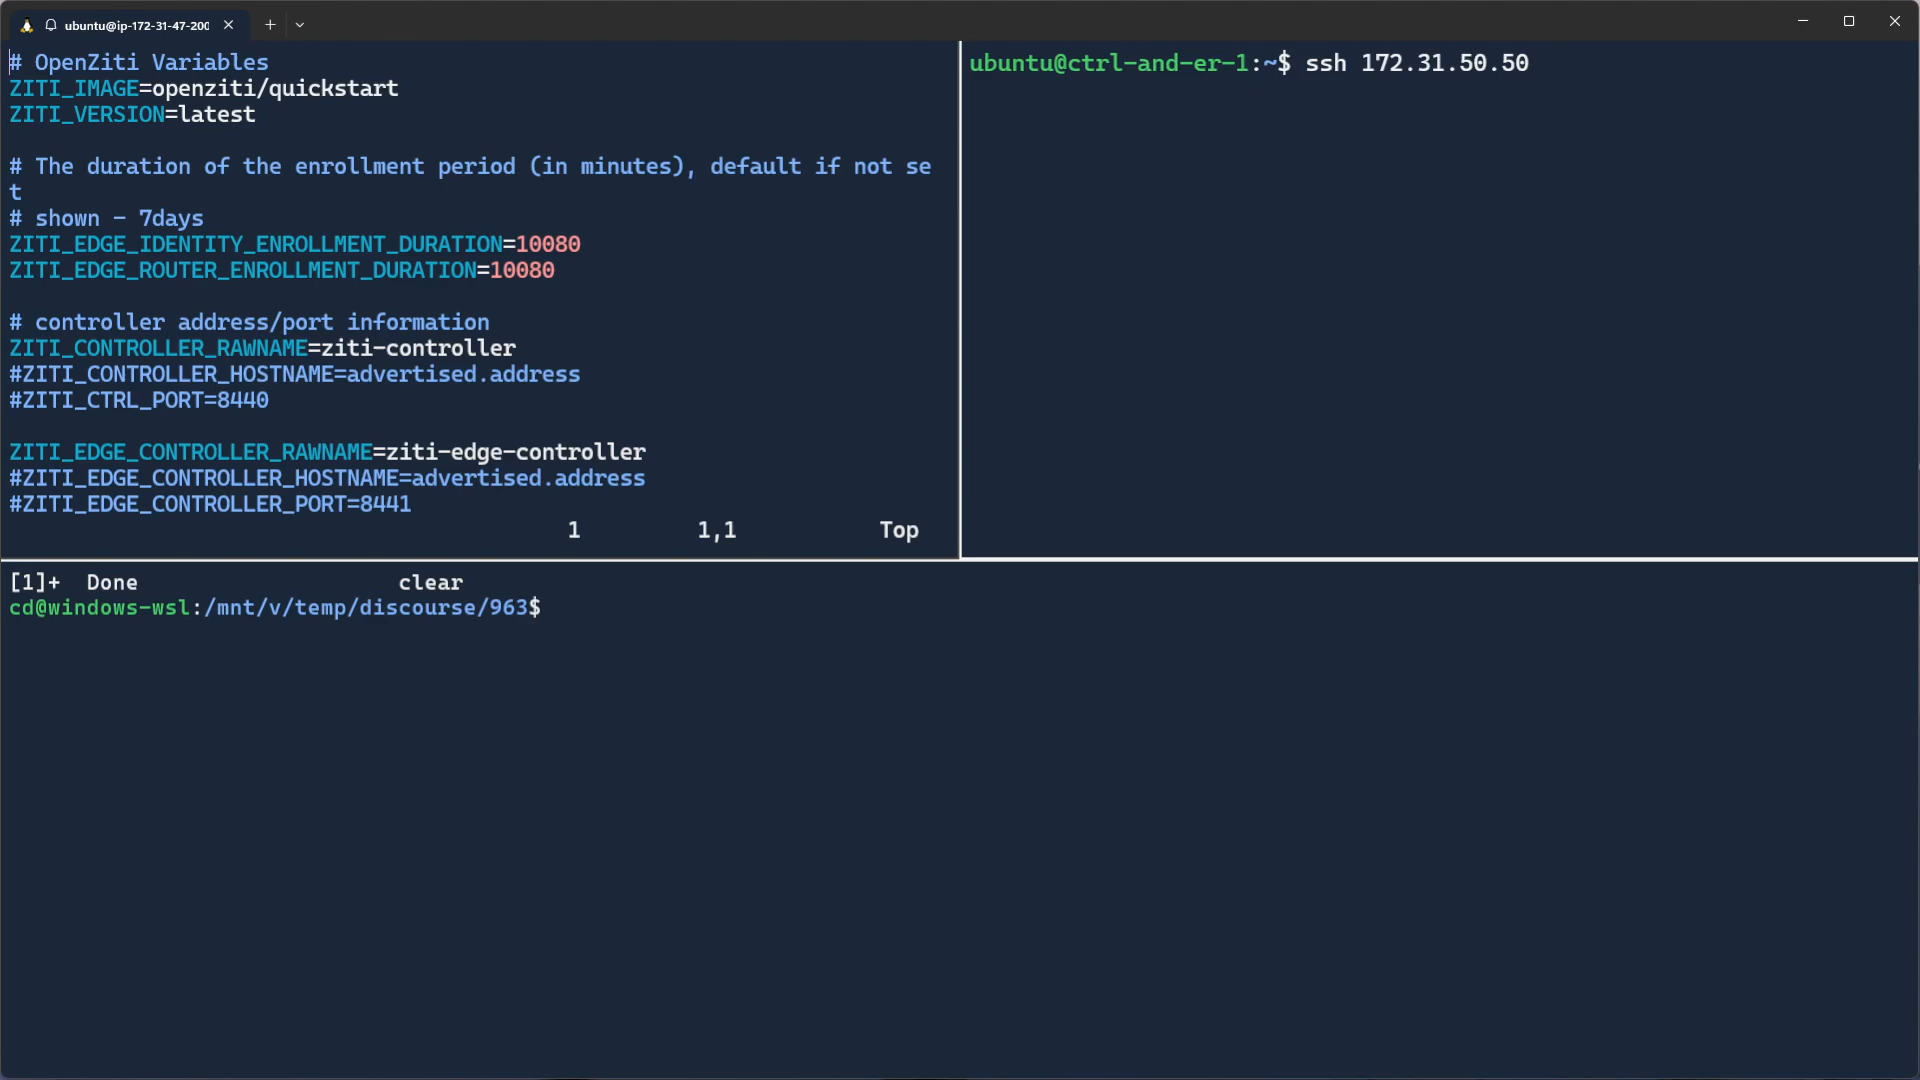 ubuntu@ip-172-31-47-200
# OpenZiti Variables
ZITI_IMAGE=openziti/quickstart
ZITI_VERSION=latest
# The duration of the enrollment period (in minutes), default if not se
t
# shown - 7days
ZITI_EDGE_IDENTITY_ENROLLMENT_DURATION=10080
ZITI_EDGE_ROUTER_ENROLLMENT_DURATION=10080
# controller address/port information
ZITI_CONTROLLER_RAWNAME=ziti-controller
#ZITI_CONTROLLER_HOSTNAME=advertised.address
#ZITI_CTRL_PORT=8440
ZITI_EDGE_CONTROLLER_RAWNAME=ziti-edge-controller
#ZITI_EDGE_CONTROLLER_HOSTNAME=advertised.address
#ZITI_EDGE_CONTROLLER_PORT=8441
1 1,1 Top
ubuntu@ctrl-and-er-1:~$ ssh 172.31.50.50
[1]+ Done clear
cd@windows-wsl:/mnt/v/temp/discourse/963$